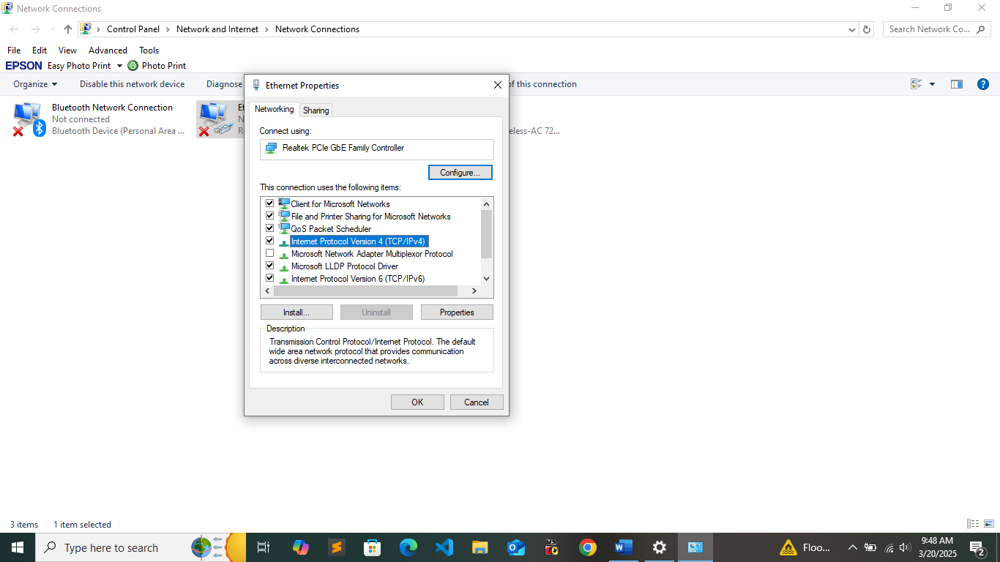 Network Connections
Control Panel > Network and Internet > Network Connections
Search Network Co...
File Edit View Advanced Tools
EPSON Easy Photo Print Photo Print
Organize Disable this network device Diagnose of this connection
Bluetooth Network Connection
Not connected
Bluetooth Device (Personal Area ...
eless-AC 72...
Ethernet Properties
Networking Sharing
Connect using:
Realtek PCIe GbE Family Controller
Configure...
This connection uses the following items:
Client for Microsoft Networks
File and Printer Sharing for Microsoft Networks
QoS Packet Scheduler
Internet Protocol Version 4 (TCP/IPv4)
Microsoft Network Adapter Multiplexor Protocol
Microsoft LLDP Protocol Driver
Internet Protocol Version 6 (TCP/IPv6)
Install... Uninstall Properties
Description
Transmission Control Protocol/Internet Protocol. The default
wide area network protocol that provides communication
across diverse interconnected networks.
OK Cancel
3 items 1 item selected
Type here to search
Floo...
9:48 AM
3/20/2025
2